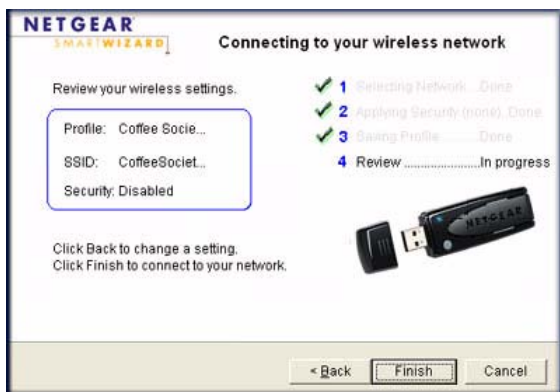 NETGEAR
SMARTWIZARD
Connecting to your wireless network
Review your wireless settings.
Profile: Coffee Socie...
SSID: CoffeeSociet...
Security: Disabled
Click Back to change a setting.
Click Finish to connect to your network.
1 Selecting Network ...Done
2 Applying Security (none). Done
3 Saving Profile ..........Done
4 Review ......................In progress
NETGEAR
< Back
Finish
Cancel